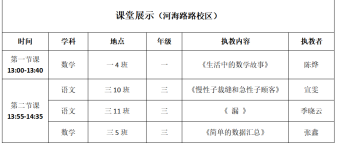 课堂展示（河海路路校区）
时间 学科 地点 年级 执教内容 执教者
第一节课
13:00-13:40 数学 一 4 班 一 《生活中的数学故事》 陈烨
第二节课
13:55-14:35 语文 三 10 班 三 《慢性子裁缝和急性子顾客》 宣雯
语文 三 11 班 三 《 漏 》 季晓云
数学 三 5 班 三 《简单的数据汇总》 张鑫